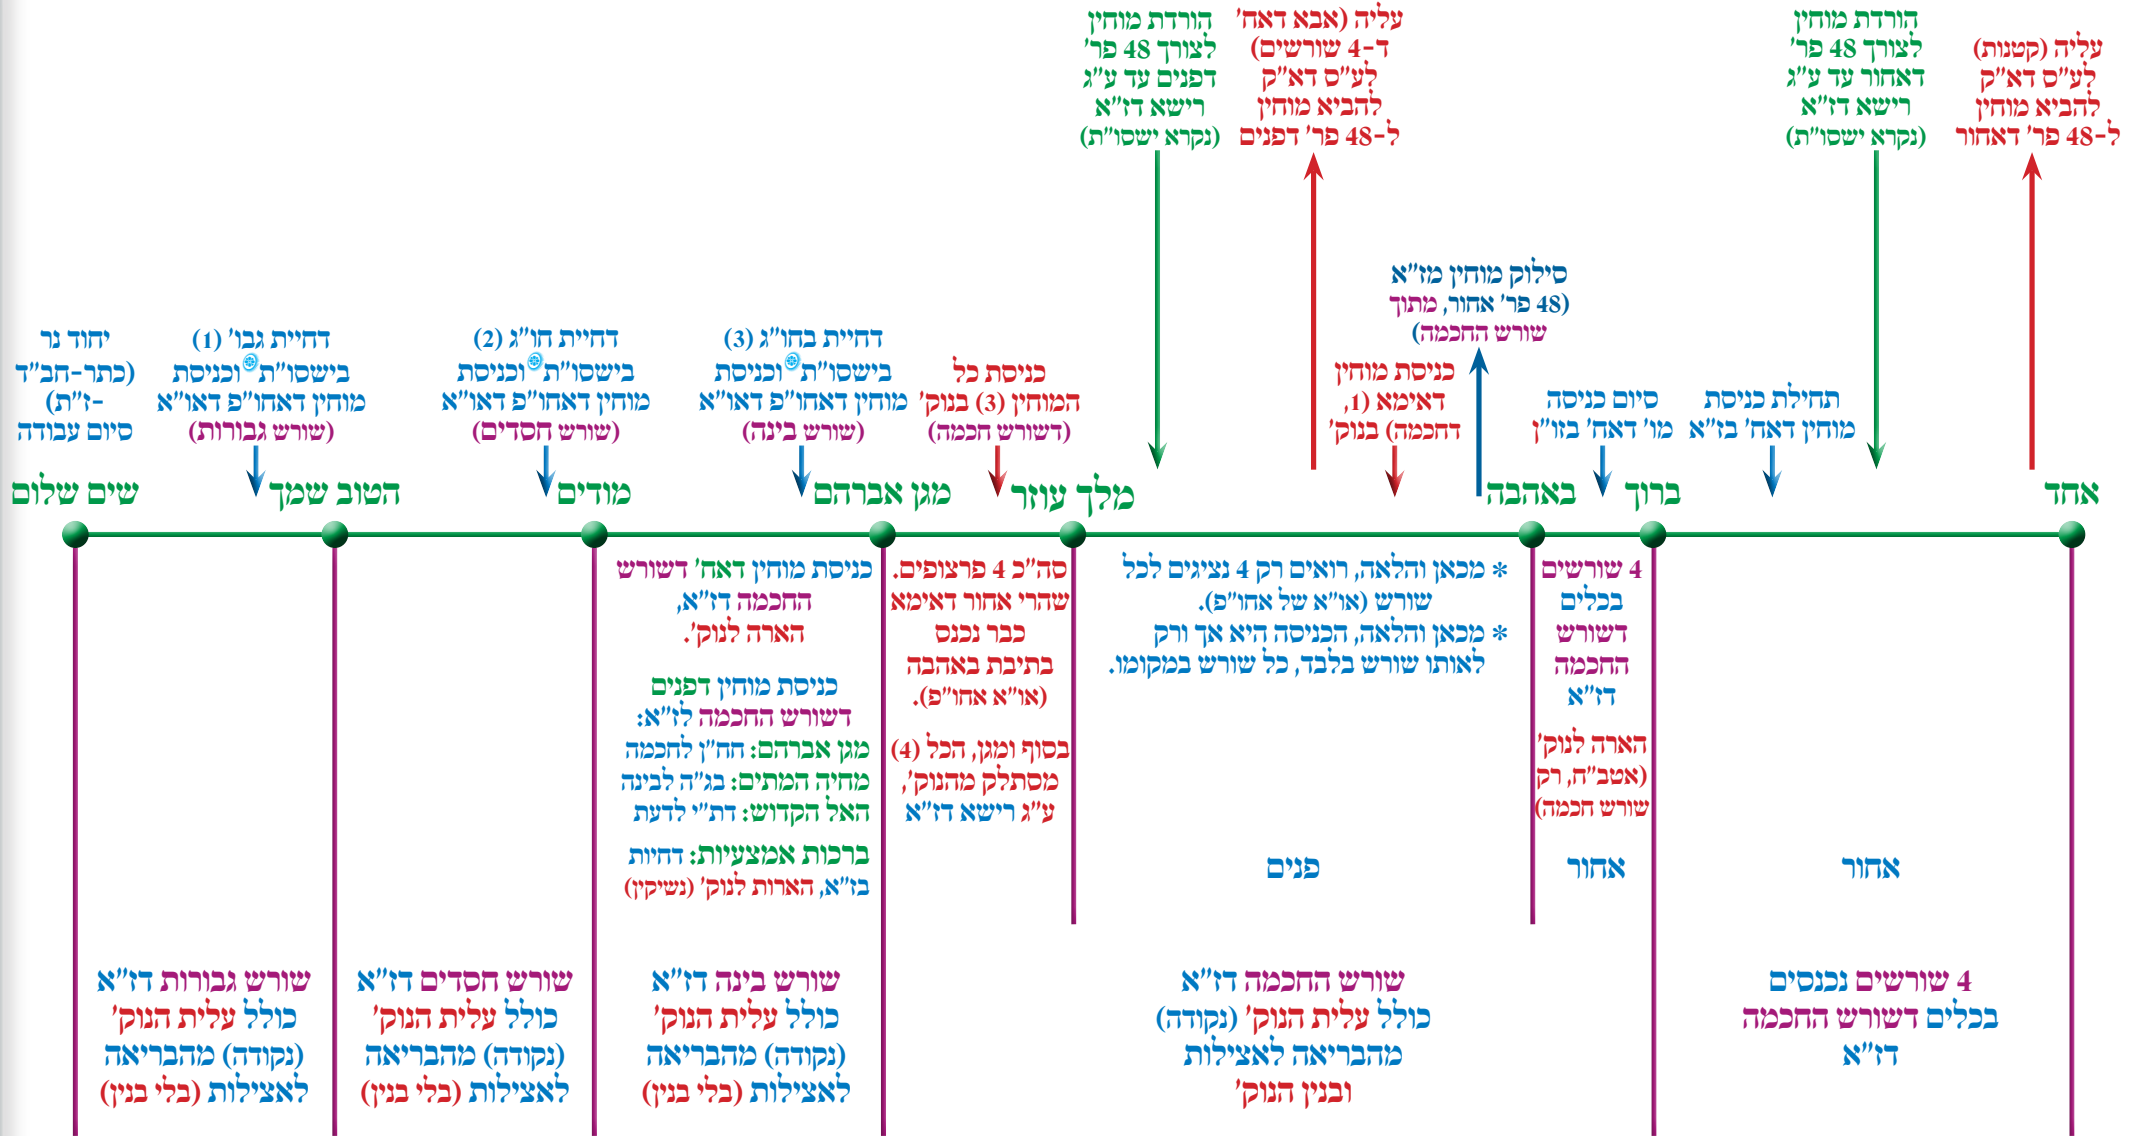 עליה (קטנות)
לע"ס דא"ק
להביא מוחין
ל-48 פר' דאחור
הורדת מוחין
לצורך 48 פר'
דאחור עד ע"ג
רישא דז"א
(נקרא ישסו"ת)
עליה (אבא דאח'
ד-4 שורשים)
לע"ס דא"ק
להביא מוחין
ל-48 פר' דפנים
הורדת מוחין
לצורך 48 פר'
דפנים עד ע"ג
רישא דז"א
(נקרא ישסו"ת)
תחילת כניסת
מוחין דאח' בז"א
סיום כניסה
מו' דאח' בזו"ן
סילוק מוחין מז"א
(48 פר' אחור, מתוך
שורש החכמה)
כניסת מוחין
דאימא (1,
דחכמה) בנוק'
כניסת כל
המוחין (3) בנוק'
(דשורש חכמה)
דחיית בחו"ג (3)
בישסו"ת וכניסת
מוחין דאחו"פ דאו"א
(שורש בינה)
דחיית חו"ג (2)
בישסו"ת וכניסת
מוחין דאחו"פ דאו"א
(שורש חסדים)
דחיית גבו' (1)
בישסו"ת וכניסת
מוחין דאחו"פ דאו"א
(שורש גבורות)
יחוד נר
(כתר-חב"ד
-ז"ת)
סיום עבודה
אחד
ברוך
באהבה
מלך עוזר
מגן אברהם
מודים
הטוב שמך
שים שלום
אחור
4 שורשים נכנסים
בכלים דשורש החכמה
דז"א
4 שורשים
בכלים
דשורש
החכמה
דז"א
הארה לנוק'
(אטב"ח, רק
שורש חכמה)
אחור
* מכאן והלאה, רואים רק 4 נציגים לכל
שורש (או"א של אחו"פ).
* מכאן והלאה, הכניסה היא אך ורק
לאותו שורש בלבד, כל שורש במקומו.
פנים
שורש החכמה דז"א
כולל עלית הנוק' (נקודה)
מהבריאה לאצילות
ובנין הנוק'
סה"כ 4 פרצופים.
שהרי אחור דאימא
כבר נכנס
בתיבת באהבה
(או"א אחו"פ).
בסוף ומגן, הכל (4)
מסתלק מהנוק',
ע"ג רישא דז"א
כניסת מוחין דאח' דשורש
החכמה דז"א,
הארה לנוק'.
כניסת מוחין דפנים
דשורש החכמה לז"א:
מגן אברהם: חח"ן לחכמה
מחיה המתים: בג"ה לבינה
האל הקדוש: דת"י לדעת
ברכות אמצעיות: דחיות
בז"א, הארות לנוק' (נשיקין)
שורש בינה דז"א
כולל עלית הנוק'
(נקודה) מהבריאה
לאצילות (בלי בנין)
שורש חסדים דז"א
כולל עלית הנוק'
(נקודה) מהבריאה
לאצילות (בלי בנין)
שורש גבורות דז"א
כולל עלית הנוק'
(נקודה) מהבריאה
לאצילות (בלי בנין)